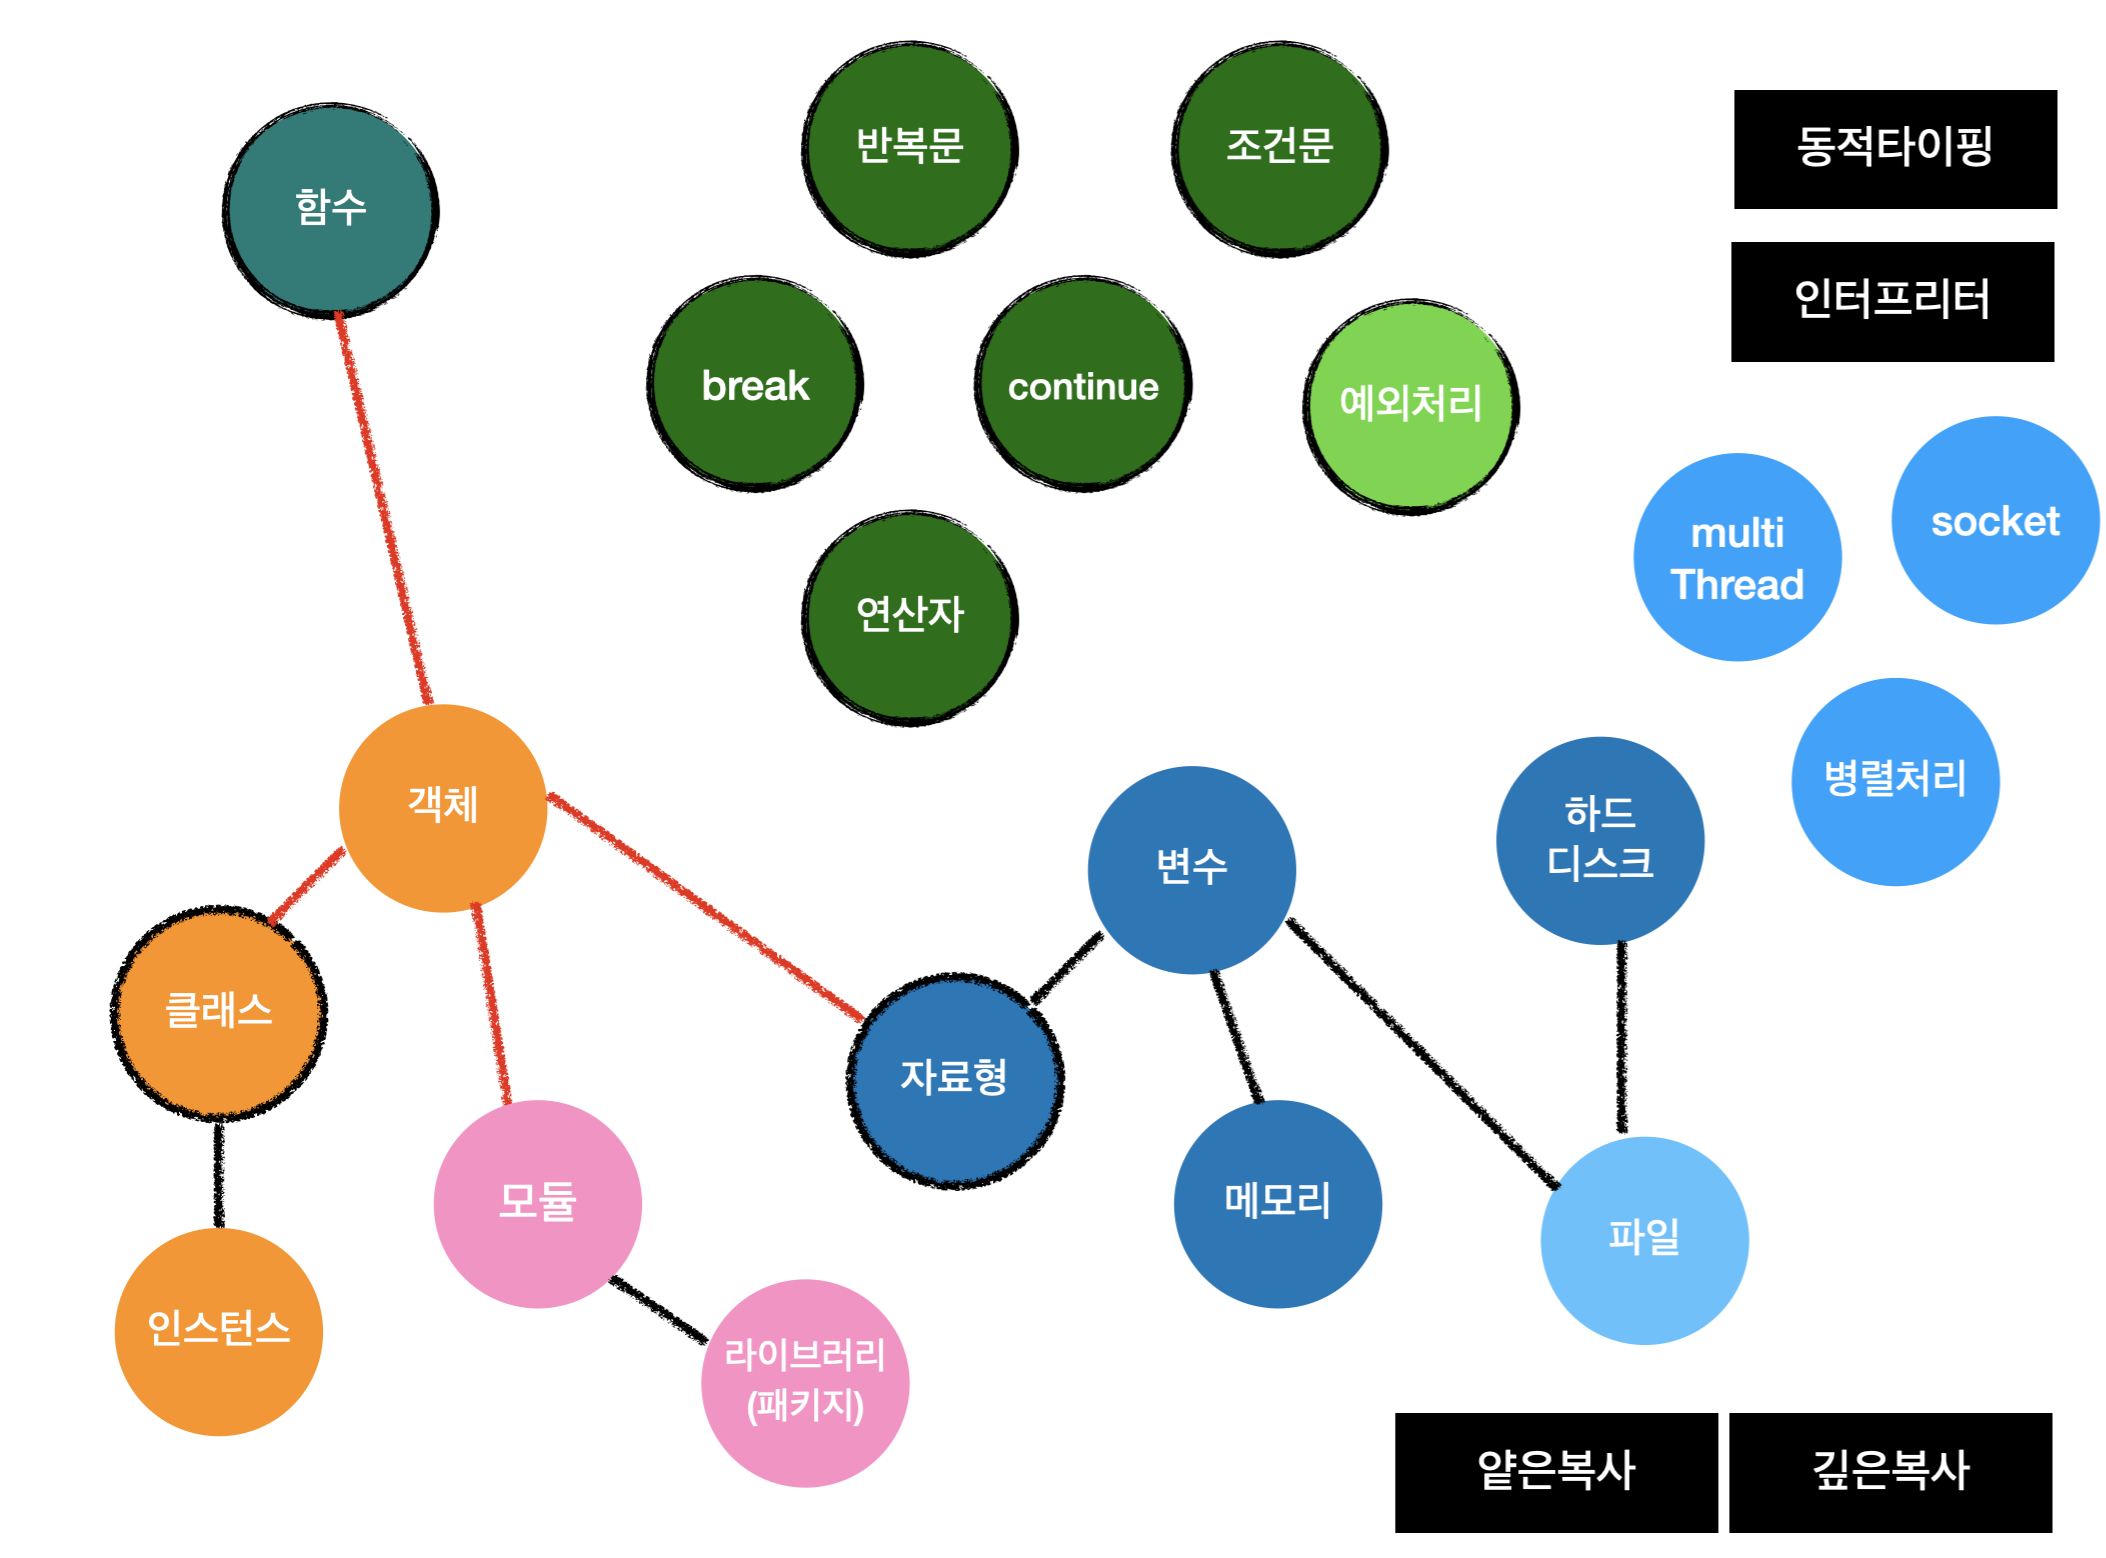 함수
반복문
조건문
동적타이핑
인터프리터
break
continue
예외처리
multi
Thread
socket
연산자
객체
변수
하드
디스크
병렬처리
클래스
자료형
모듈
메모리
파일
인스턴스
라이브러리
(패키지)
얕은복사
깊은복사